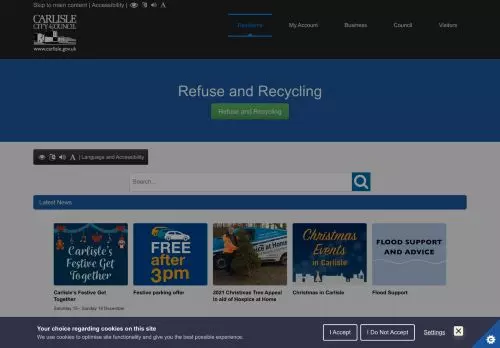 Skip to main content | Accessibility |
CARLISLE
CITY COUNCIL
www.carlisle.gov.uk
Residents
My Account
Business
Council
Visitors
Refuse and Recycling
Refuse and Recycling
| Language and Accessibility
Search...
Latest News
Carlisle's
Festive Get
Together
FREE
after
3pm
Hospice at Home
Christmas
Events
in Carlisle
FLOOD SUPPORT
AND ADVICE
Carlisle's Festive Get
Together
Saturday 13 - Sunday 14 December
Festive parking offer
2021 Christmas Tree Appeal
in aid of Hospice at Home
Christmas in Carlisle
Flood Support
Your choice regarding cookies on this site
We use cookies to optimise site functionality and give you the best possible experience.
I Accept
I Do Not Accept
Settings